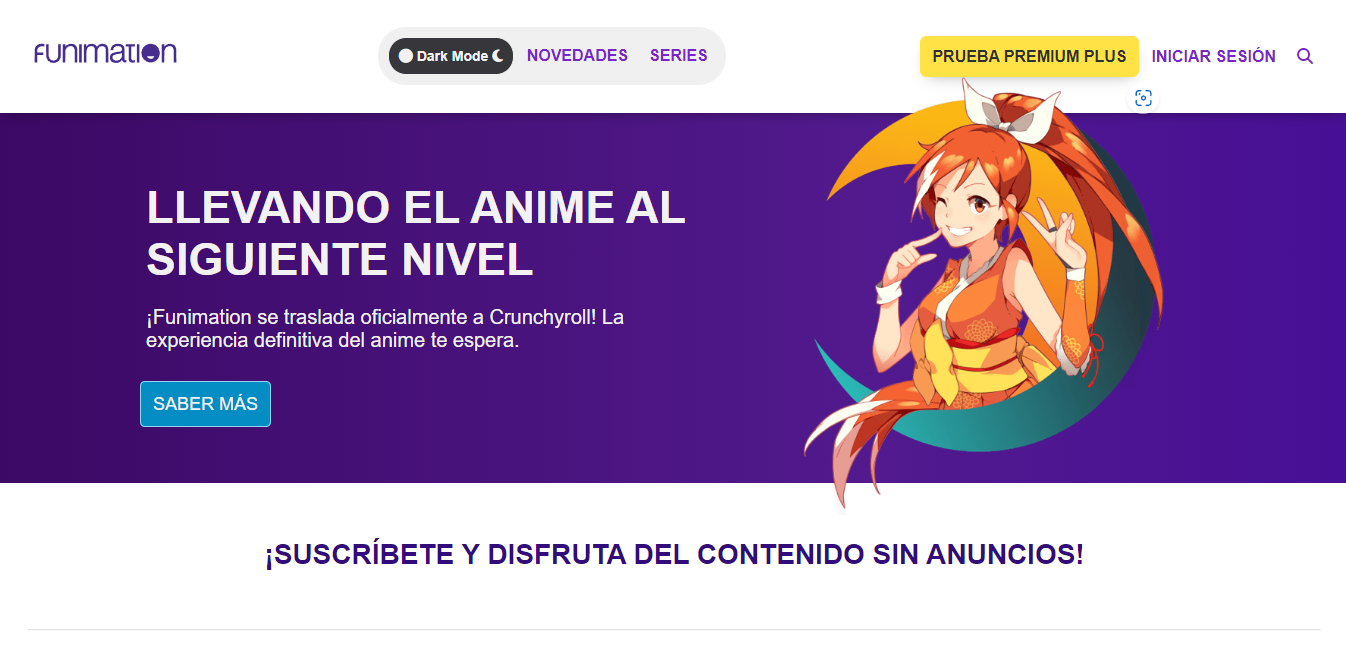 FUNIMATION
Dark Mode
NOVEDADES
SERIES
PRUEBA PREMIUM PLUS
INICIAR SESIÓN
LLEVANDO EL ANIME AL
SIGUIENTE NIVEL
¡Funimation se traslada oficialmente a Crunchyroll! La
experiencia definitiva del anime te espera.
SABER MÁS
¡SUSCRÍBETE Y DISFRUTA DEL CONTENIDO SIN ANUNCIOS!